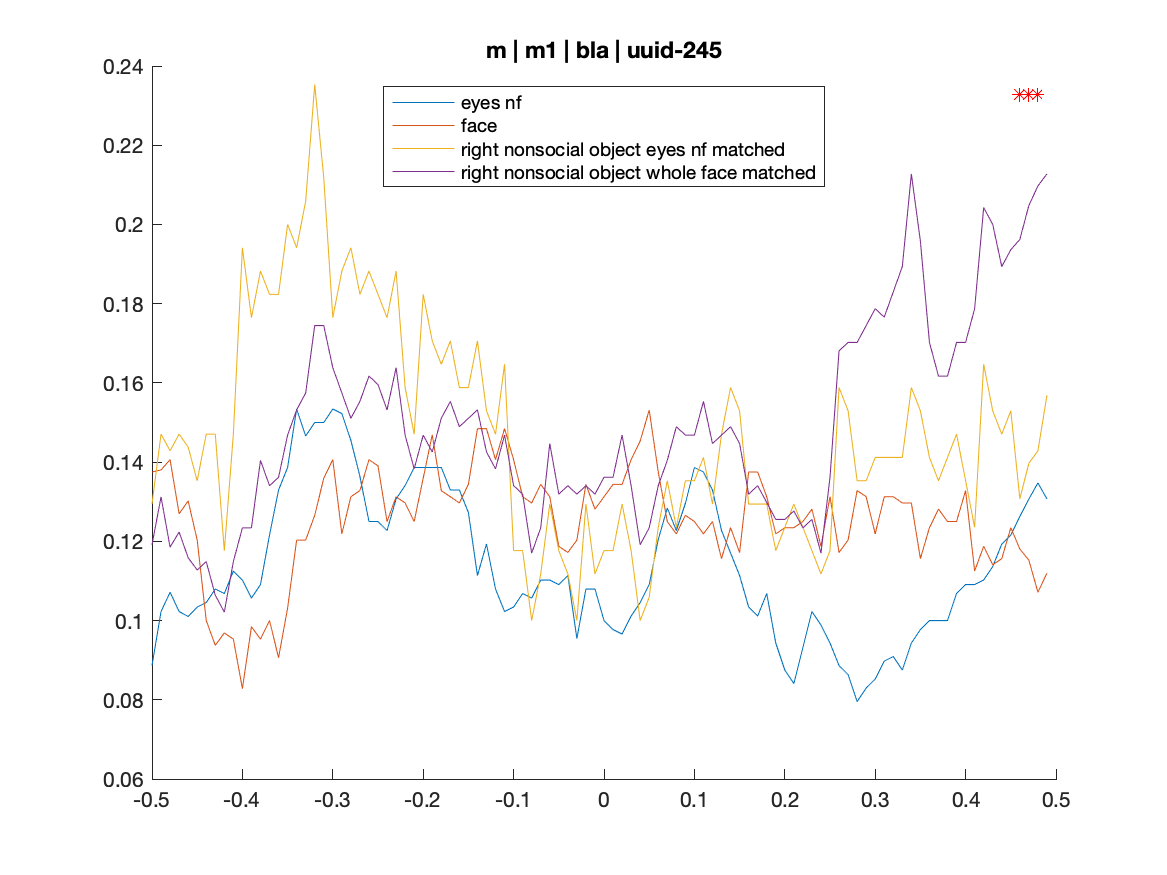 m | m1 | bla | uuid-245
eyes nf
face
right nonsocial object eyes nf matched
right nonsocial object whole face matched
0.24
0.22
0.2
0.18
0.16
0.14
0.12
0.1
0.08
0.06
-0.5 -0.4 -0.3 -0.2 -0.1 0 0.1 0.2 0.3 0.4 0.5